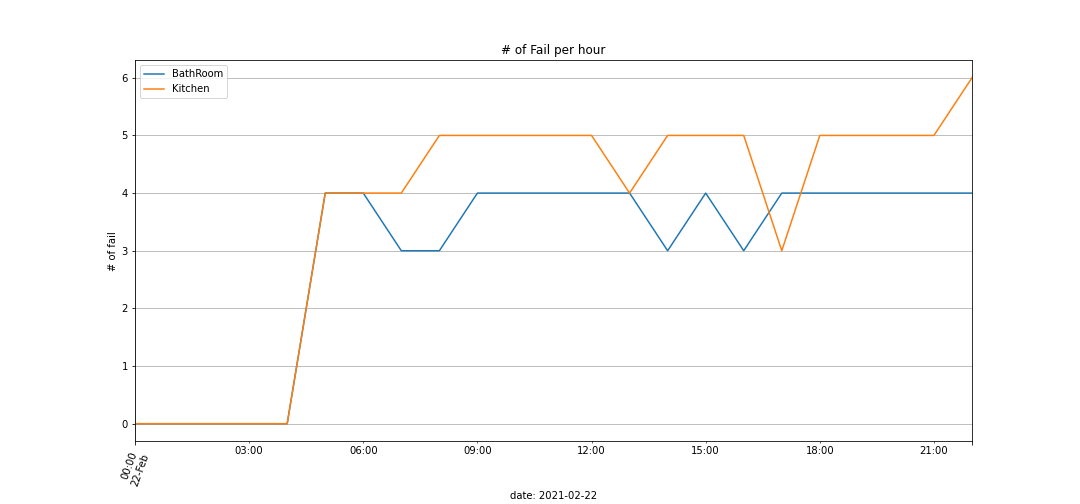 # of Fail per hour
BathRoom
Kitchen
# of fail
6
5
4
3
2
1
0
00:00
22-Feb
03:00
06:00
09:00
12:00
15:00
18:00
21:00
date: 2021-02-22